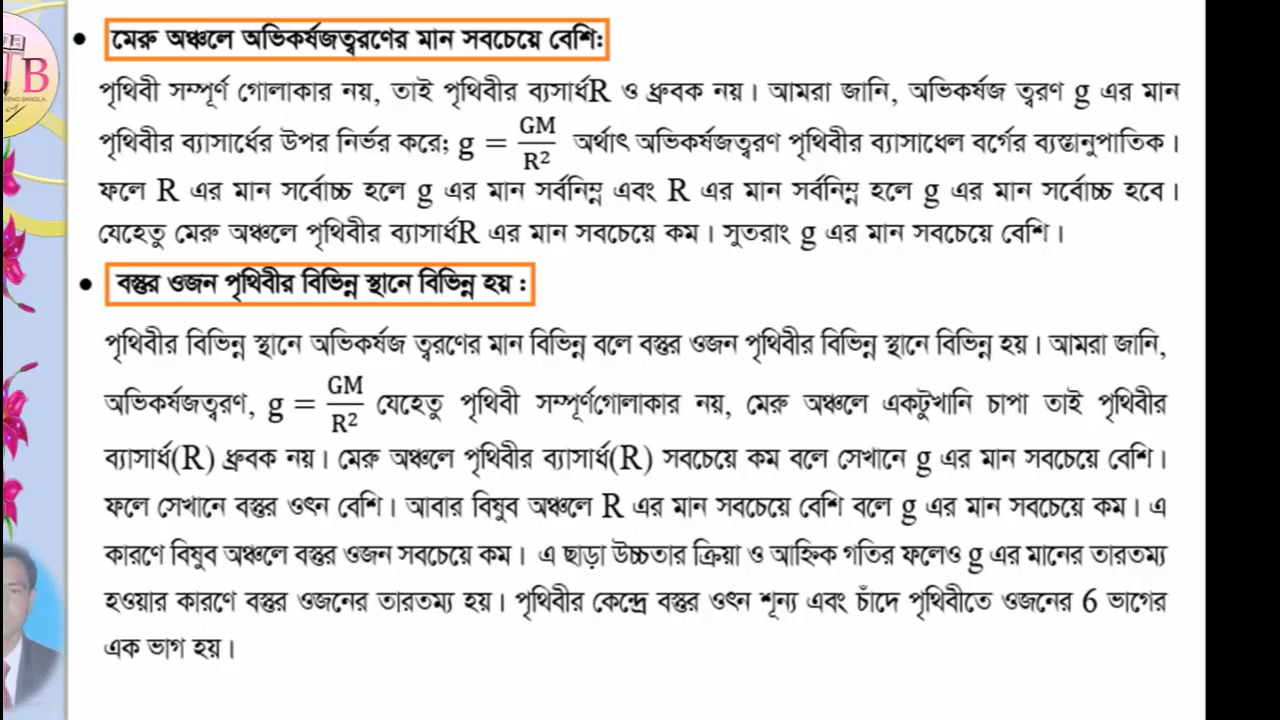 • মেরু অঞ্চলে অভিকর্ষজত্বরণের মান সবচেয়ে বেশি:
পৃথিবী সম্পূর্ণ গোলাকার নয়, তাই পৃথিবীর ব্যসার্ধR ও ধ্রুবক নয়। আমরা জানি, অভিকর্ষজ ত্বরণ g এর মান
পৃথিবীর ব্যাসার্ধের উপর নির্ভর করে; g = GM/R² অর্থাৎ অভিকর্ষজত্বরণ পৃথিবীর ব্যাসাধেল বর্গের ব্যস্তানুপাতিক।
ফলে R এর মান সর্বোচ্চ হলে g এর মান সর্বনিম্ন এবং R এর মান সর্বনিম্ন হলে g এর মান সর্বোচ্চ হবে।
যেহেতু মেরু অঞ্চলে পৃথিবীর ব্যাসার্ধR এর মান সবচেয়ে কম। সুতরাং g এর মান সবচেয়ে বেশি।
• বস্তুর ওজন পৃথিবীর বিভিন্ন স্থানে বিভিন্ন হয় :
পৃথিবীর বিভিন্ন স্থানে অভিকর্ষজ ত্বরণের মান বিভিন্ন বলে বস্তুর ওজন পৃথিবীর বিভিন্ন স্থানে বিভিন্ন হয়। আমরা জানি,
অভিকর্ষজত্বরণ, g = GM/R² যেহেতু পৃথিবী সম্পূর্ণগোলাকার নয়, মেরু অঞ্চলে একটুখানি চাপা তাই পৃথিবীর
ব্যাসার্ধ(R) ধ্রুবক নয়। মেরু অঞ্চলে পৃথিবীর ব্যাসার্ধ(R) সবচেয়ে কম বলে সেখানে g এর মান সবচেয়ে বেশি।
ফলে সেখানে বস্তুর ওৎন বেশি। আবার বিষুব অঞ্চলে R এর মান সবচেয়ে বেশি বলে g এর মান সবচেয়ে কম। এ
কারণে বিষুব অঞ্চলে বস্তুর ওজন সবচেয়ে কম। এ ছাড়া উচ্চতার ক্রিয়া ও আহ্নিক গতির ফলেও g এর মানের তারতম্য
হওয়ার কারণে বস্তুর ওজনের তারতম্য হয়। পৃথিবীর কেন্দ্রে বস্তুর ওৎন শূন্য এবং চাঁদে পৃথিবীতে ওজনের 6 ভাগের
এক ভাগ হয়।